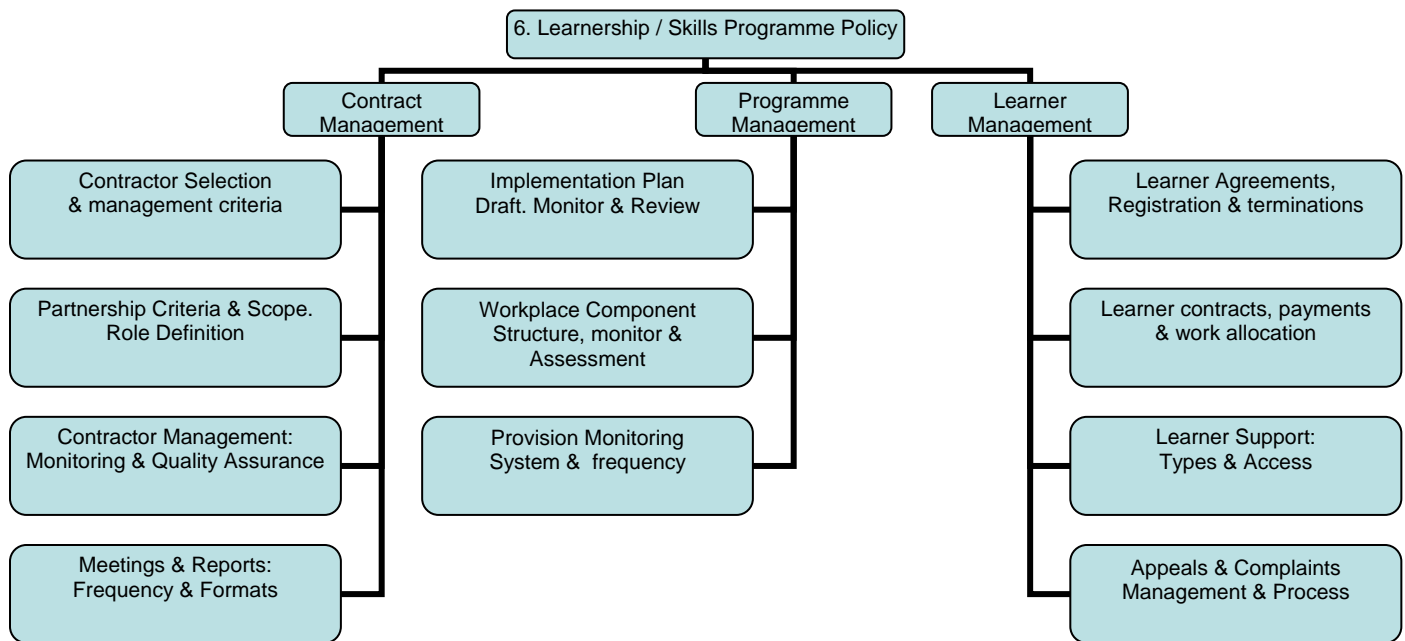 6. Learnership / Skills Programme Policy
Contract
Management
Programme
Management
Learner
Management
Contractor Selection
& management criteria
Implementation Plan
Draft. Monitor & Review
Learner Agreements,
Registration & terminations
Partnership Criteria & Scope.
Role Definition
Workplace Component
Structure, monitor &
Assessment
Learner contracts, payments
& work allocation
Contractor Management:
Monitoring & Quality Assurance
Provision Monitoring
System & frequency
Learner Support:
Types & Access
Meetings & Reports:
Frequency & Formats
Appeals & Complaints
Management & Process